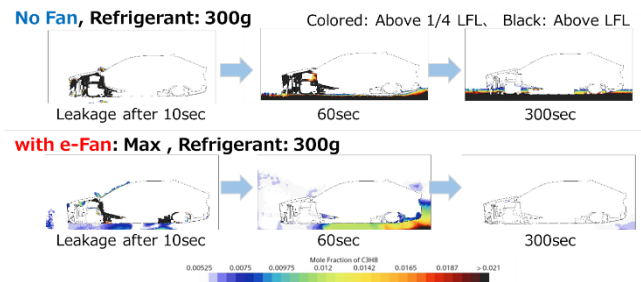 No Fan, Refrigerant: 300g
Colored: Above 1/4 LFL、 Black: Above LFL
Leakage after 10sec
60sec
300sec
with e-Fan: Max , Refrigerant: 300g
Leakage after 10sec
60sec
300sec
Mole Fraction of C3H8
0.00525 0.0075 0.00975 0.012 0.0142 0.0165 0.0187 > 0.021